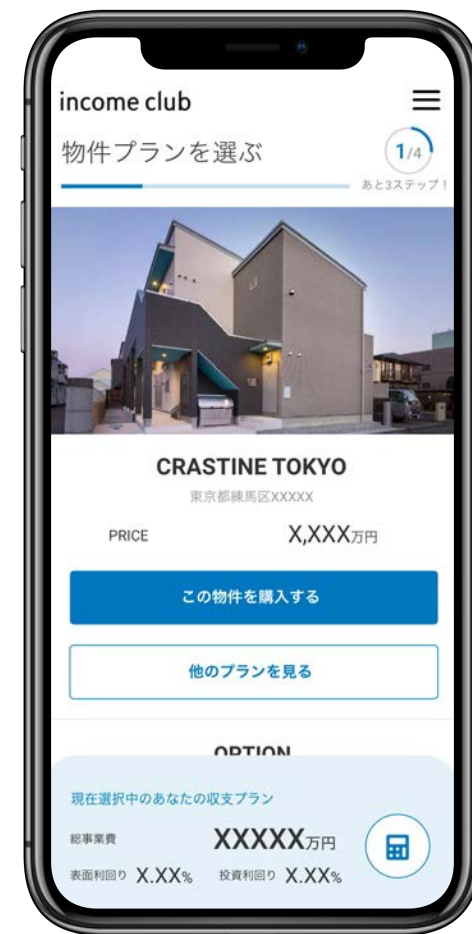 income club
物件プランを選ぶ
1/4
あと3ステップ!
CRASTINE TOKYO
東京都練馬区XXXXX
PRICE X,XXX万円
この物件を購入する
他のプランを見る
OPTION
現在選択中のあなたの収支プラン
総事業費 XXXXX万円
表面利回り X.XX% 投資利回り X.XX%